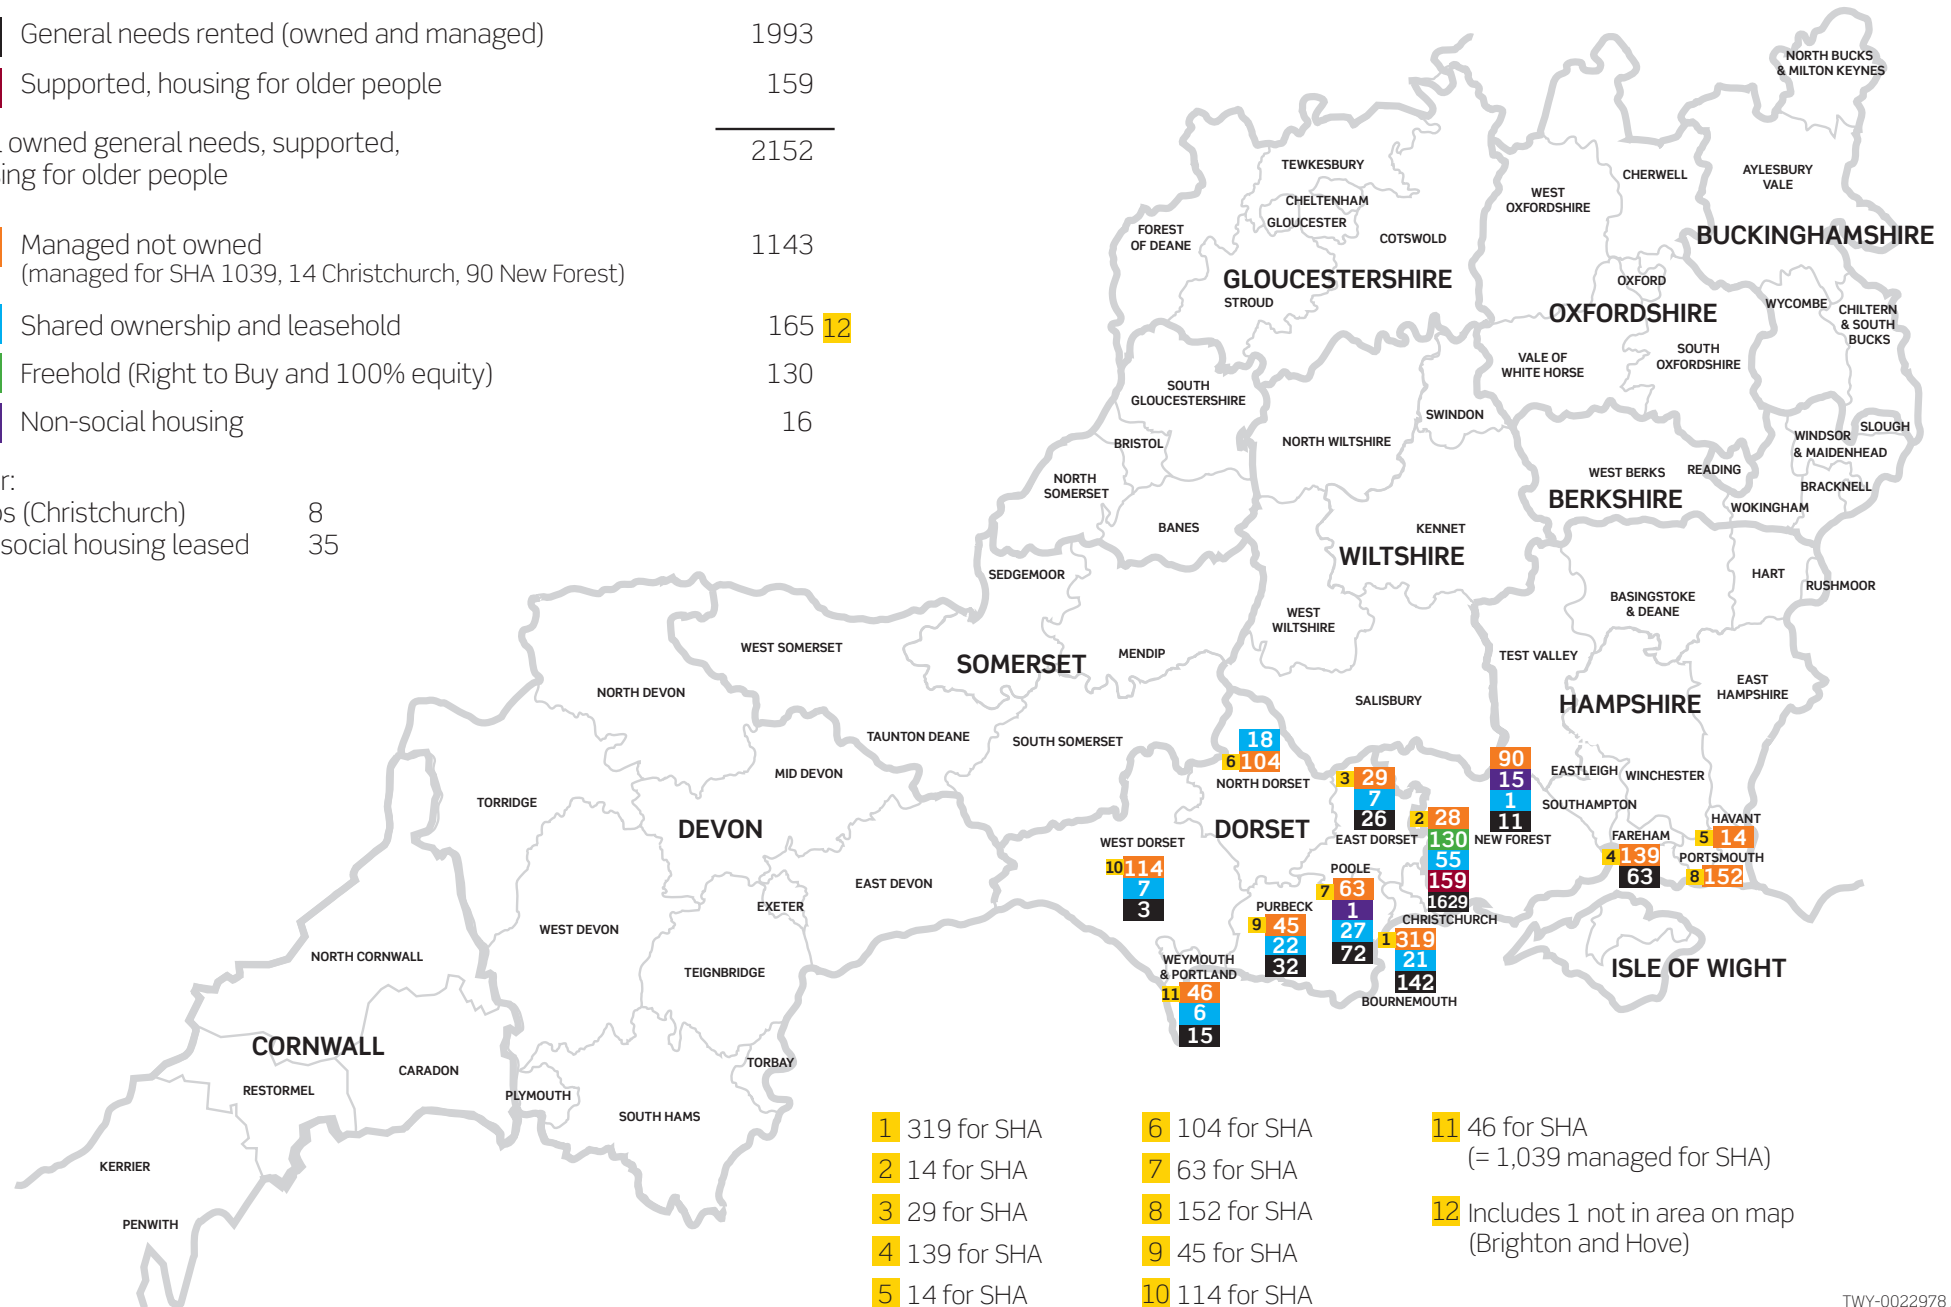 General needs rented (owned and managed) 1993
Supported, housing for older people 159
owned general needs, supported, 2152
ing for older people
Managed not owned 1143
(managed for SHA 1039, 14 Christchurch, 90 New Forest)
Shared ownership and leasehold 165 12
Freehold (Right to Buy and 100% equity) 130
Non-social housing 16
r:
os (Christchurch) 8
social housing leased 35
NORTH BUCKS
& MILTON KEYNES
TEWKESBURY
CHELTENHAM
GLOUCESTER
FOREST
OF DEANE
COTSWOLD
GLOUCESTERSHIRE
STROUD
WEST
OXFORDSHIRE
CHERWELL
AYLESBURY
VALE
BUCKINGHAMSHIRE
OXFORD
OXFORDSHIRE
WYCOMBE
CHILTERN
& SOUTH
BUCKS
VALE OF
WHITE HORSE
SOUTH
OXFORDSHIRE
SOUTH
GLOUCESTERSHIRE
SWINDON
BRISTOL
NORTH WILTSHIRE
SLOUGH
WINDSOR
& MAIDENHEAD
NORTH
SOMERSET
WEST BERKS
READING
BRACKNELL
BERKSHIRE
WOKINGHAM
BANES
KENNET
WILTSHIRE
SEDGEMOOR
HART
RUSHMOOR
BASINGSTOKE
& DEANE
WEST
WILTSHIRE
WEST SOMERSET
SOMERSET
MENDIP
TEST VALLEY
NORTH DEVON
EAST
HAMPSHIRE
SALISBURY
HAMPSHIRE
TAUNTON DEANE
SOUTH SOMERSET
18
6 104
NORTH DORSET
MID DEVON
3 29
7
26
EAST DORSET
90
15
1
11
NEW FOREST
EASTLEIGH
WINCHESTER
SOUTHAMPTON
TORRIDGE
DEVON
DORSET
2 28
130
55
159
1629
CHRISTCHURCH
HAVANT
5 14
FAREHAM
4 139
63
PORTSMOUTH
8 152
WEST DORSET
10 114
7
3
POOLE
7 63
1
27
72
EAST DEVON
EXETER
PURBECK
9 45
22
32
WEST DEVON
1 319
21
142
BOURNEMOUTH
NORTH CORNWALL
TEIGNBRIDGE
WEYMOUTH
& PORTLAND
11 46
6
15
ISLE OF WIGHT
CORNWALL
CARADON
RESTORMEL
TORBAY
PLYMOUTH
SOUTH HAMS
KERRIER
PENWITH
1 319 for SHA
2 14 for SHA
3 29 for SHA
4 139 for SHA
5 14 for SHA
6 104 for SHA
7 63 for SHA
8 152 for SHA
9 45 for SHA
10 114 for SHA
11 46 for SHA
(= 1,039 managed for SHA)
12 Includes 1 not in area on map
(Brighton and Hove)
TWY-0022978